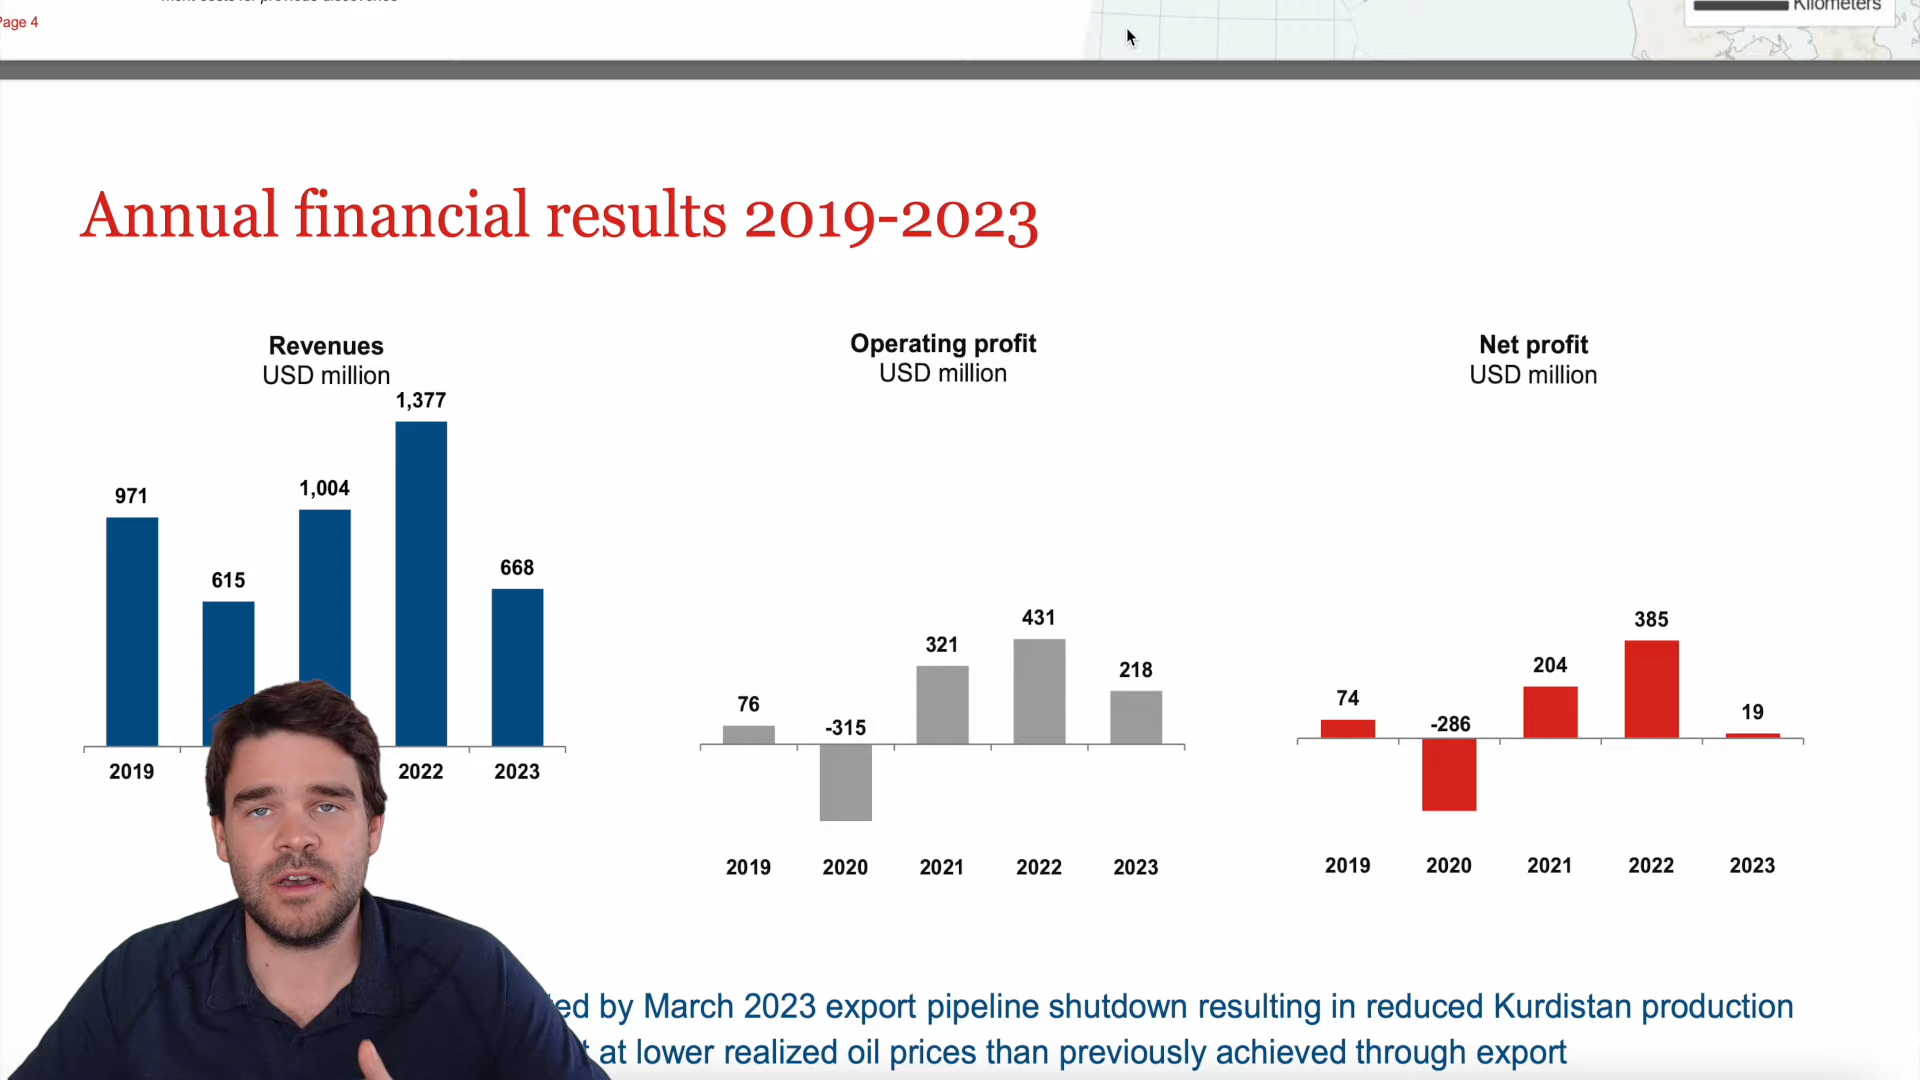 Page 4
Kilometers
Annual financial results 2019-2023
Revenues
USD million
971
615
1,004
1,377
668
2019
2022
2023
Operating profit
USD million
76
-315
321
431
218
2019
2020
2021
2022
2023
Net profit
USD million
74
-286
204
385
19
2019
2020
2021
2022
2023
by March 2023 export pipeline shutdown resulting in reduced Kurdistan production
at lower realized oil prices than previously achieved through export